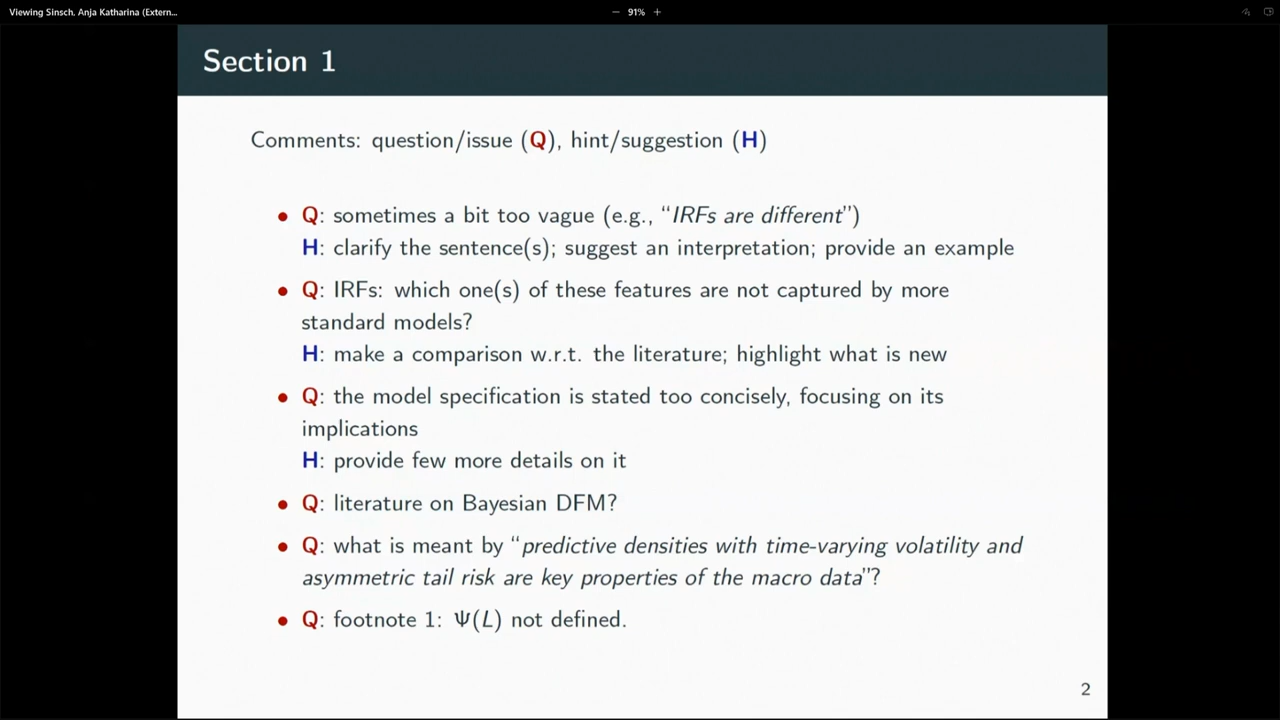 Viewing Sinsch, Anja Katharina (Extern...
− 91% +
Section 1
Comments: question/issue (Q), hint/suggestion (H)
• Q: sometimes a bit too vague (e.g., “IRFs are different”)
H: clarify the sentence(s); suggest an interpretation; provide an example
• Q: IRFs: which one(s) of these features are not captured by more
standard models?
H: make a comparison w.r.t. the literature; highlight what is new
• Q: the model specification is stated too concisely, focusing on its
implications
H: provide few more details on it
• Q: literature on Bayesian DFM?
• Q: what is meant by “predictive densities with time-varying volatility and
asymmetric tail risk are key properties of the macro data”?
• Q: footnote 1: Ψ(L) not defined.
2